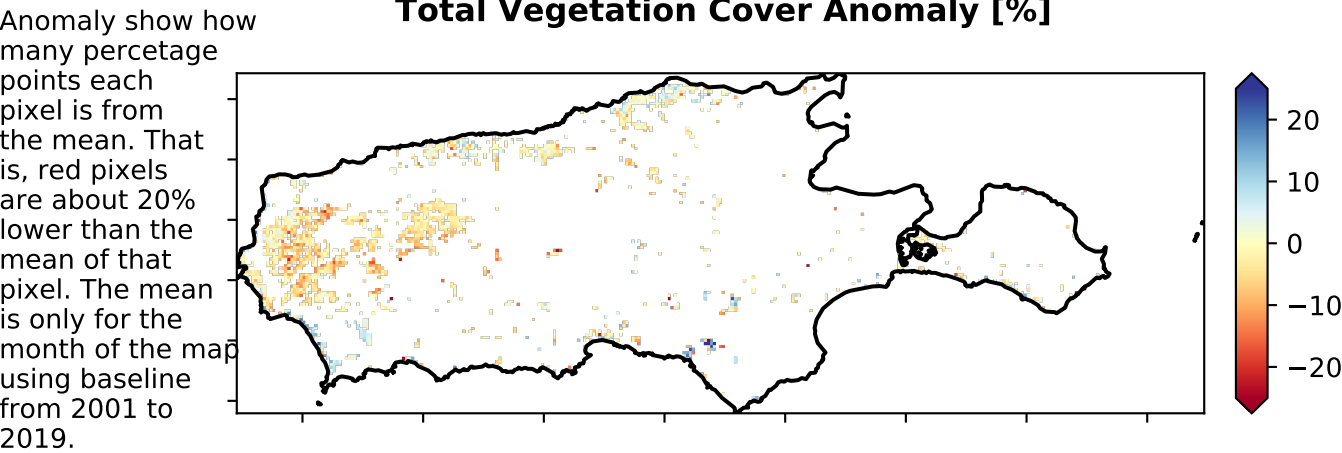 Total Vegetation Cover Anomaly [%]
Anomaly show how
many percetage
points each
pixel is from
the mean. That
is, red pixels
are about 20%
lower than the
mean of that
pixel. The mean
is only for the
month of the map
using baseline
from 2001 to
2019.
20
10
0
−10
−20